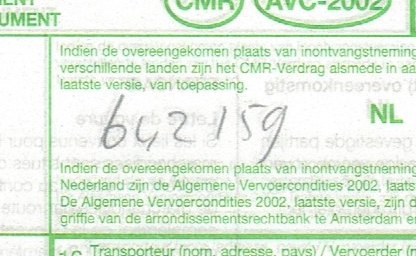 ENT
UMENT
CMR AVC-2002
Indien de overeengekomen plaats van inontvangstneming
verschillende landen zijn het CMR-Verdrag alsmede in aa
laatste versie, van toepassing.
NL
642159
Indien de overeengekomen plaats van inontvangstneming
Nederland zijn de Algemene Vervoercondities 2002, laats
De Algemene Vervoercondities 2002, laatste versie, zijn d
griffie van de arrondissementsrechtbank te Amsterdam en
16 Transporteur (nom, adresse, pays) / Vervoerder (n